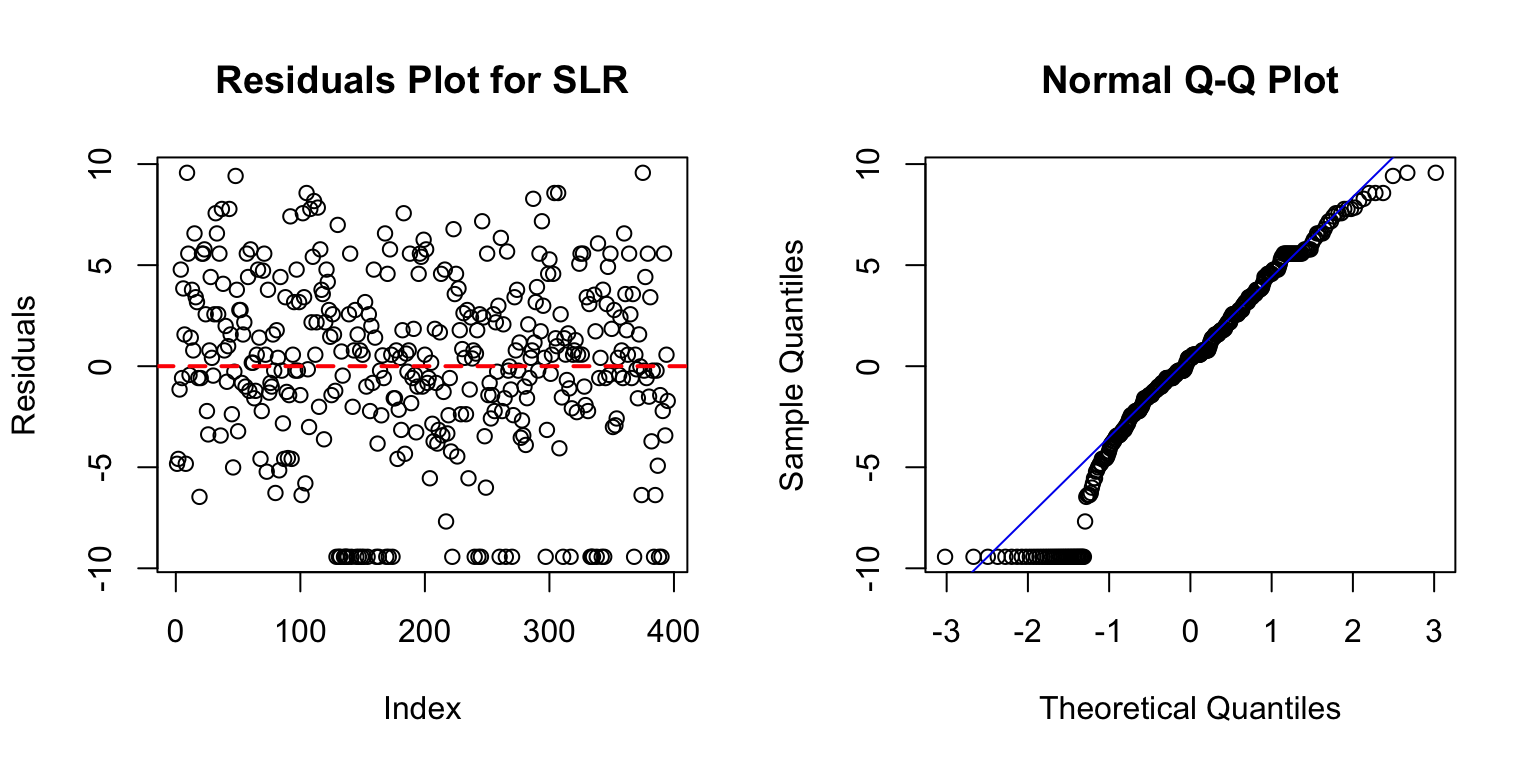 Residuals Plot for SLR
Residuals
10
5
0
-5
-10
0 100 200 300 400
Index
Normal Q-Q Plot
Sample Quantiles
10
5
0
-5
-10
-3 -2 -1 0 1 2 3
Theoretical Quantiles